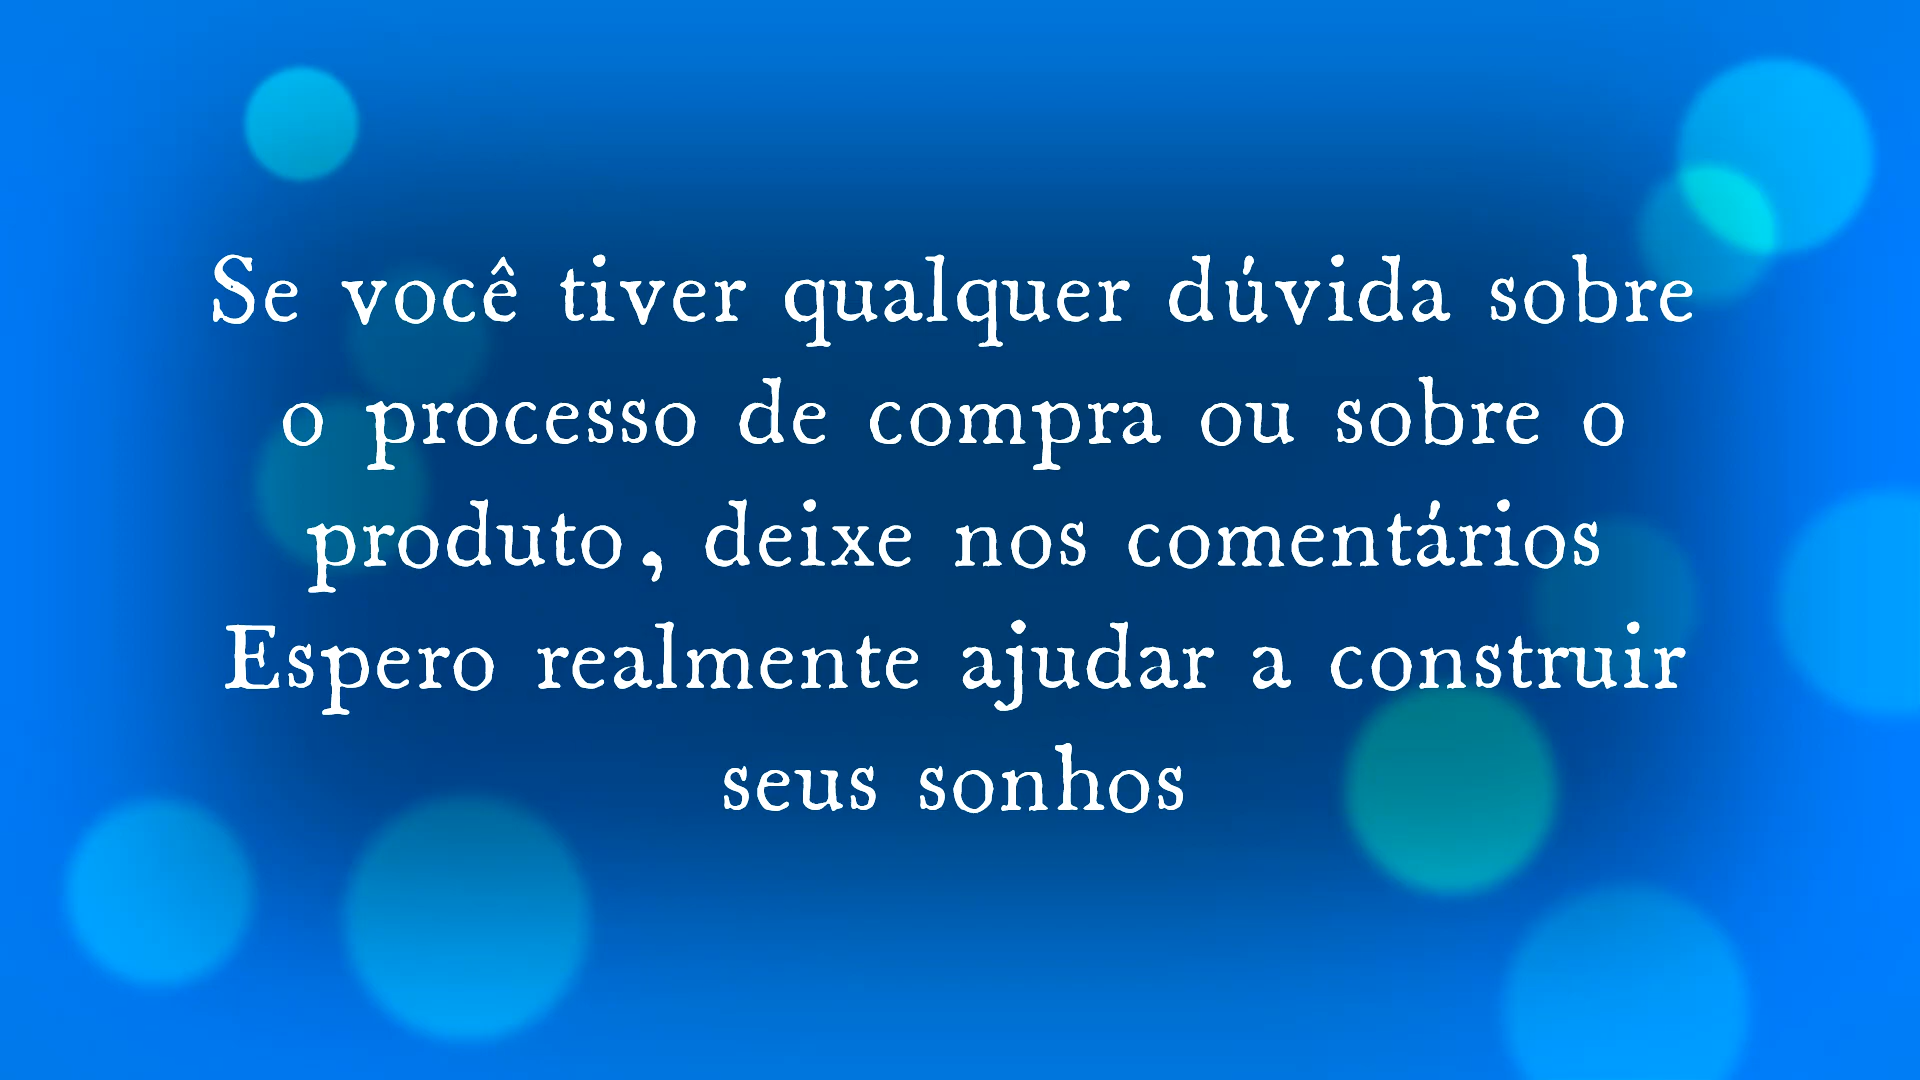 Se você tiver qualquer dúvida sobre
o processo de compra ou sobre o
produto, deixe nos comentários
Espero realmente ajudar a construir
seus sonhos